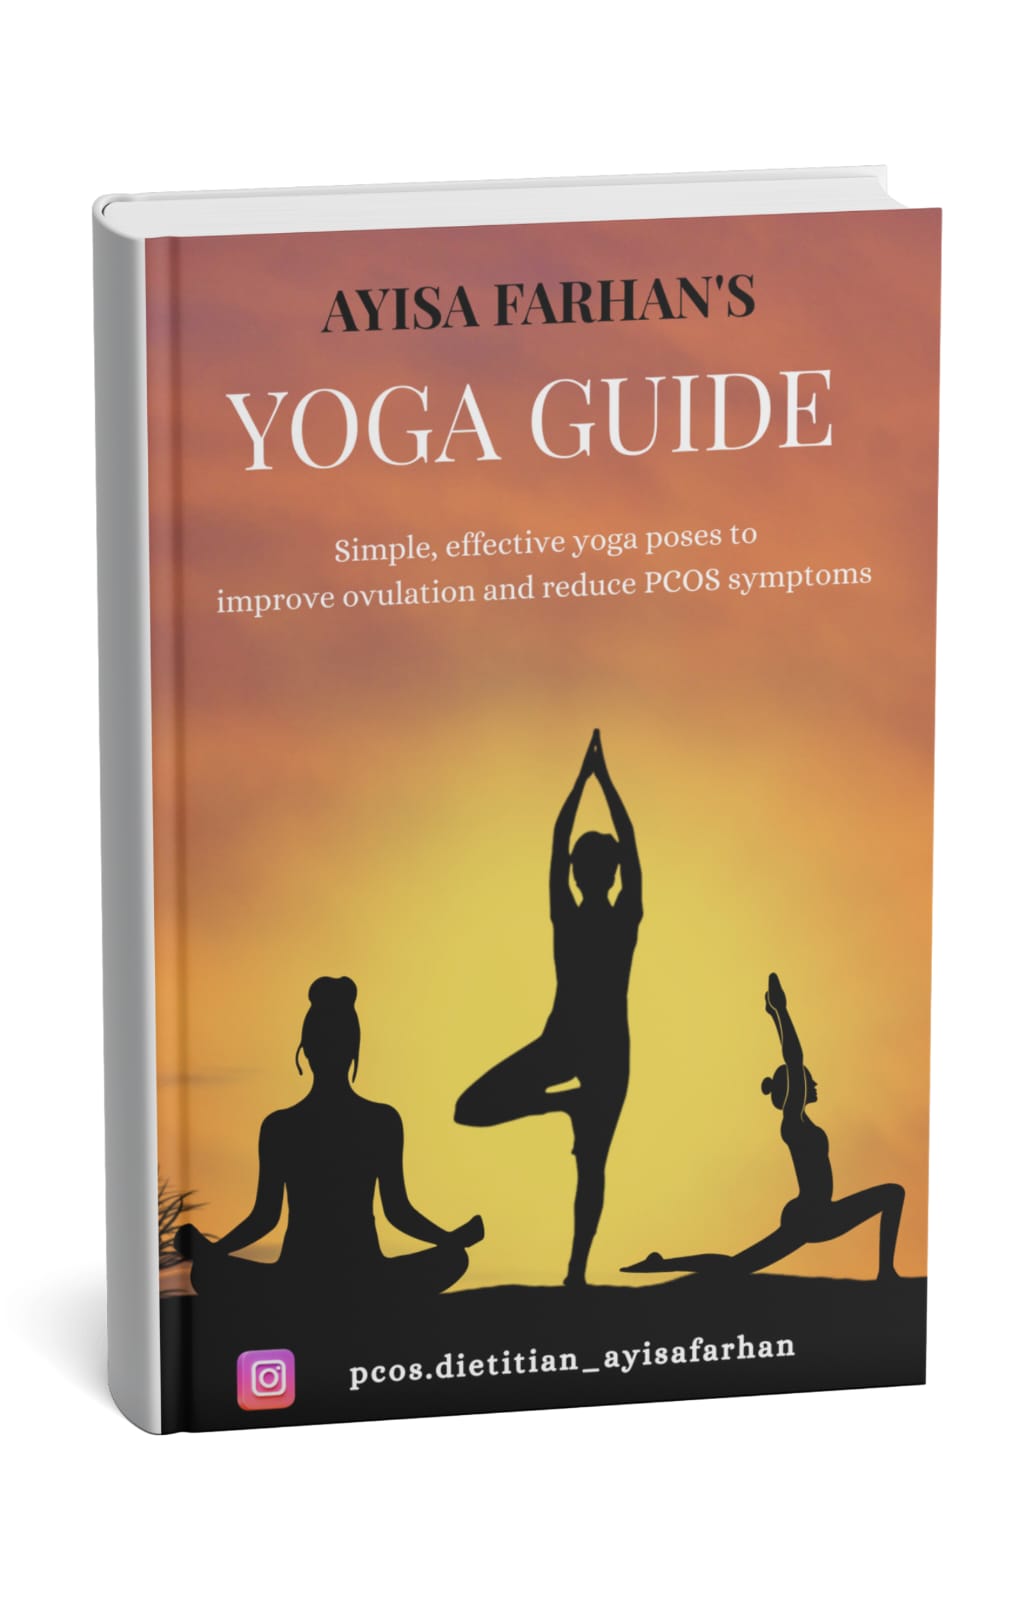 AYISA FARHAN'S
YOGA GUIDE
Simple, effective yoga poses to
improve ovulation and reduce PCOS symptoms
pcos.dietitian_ayisafarhan